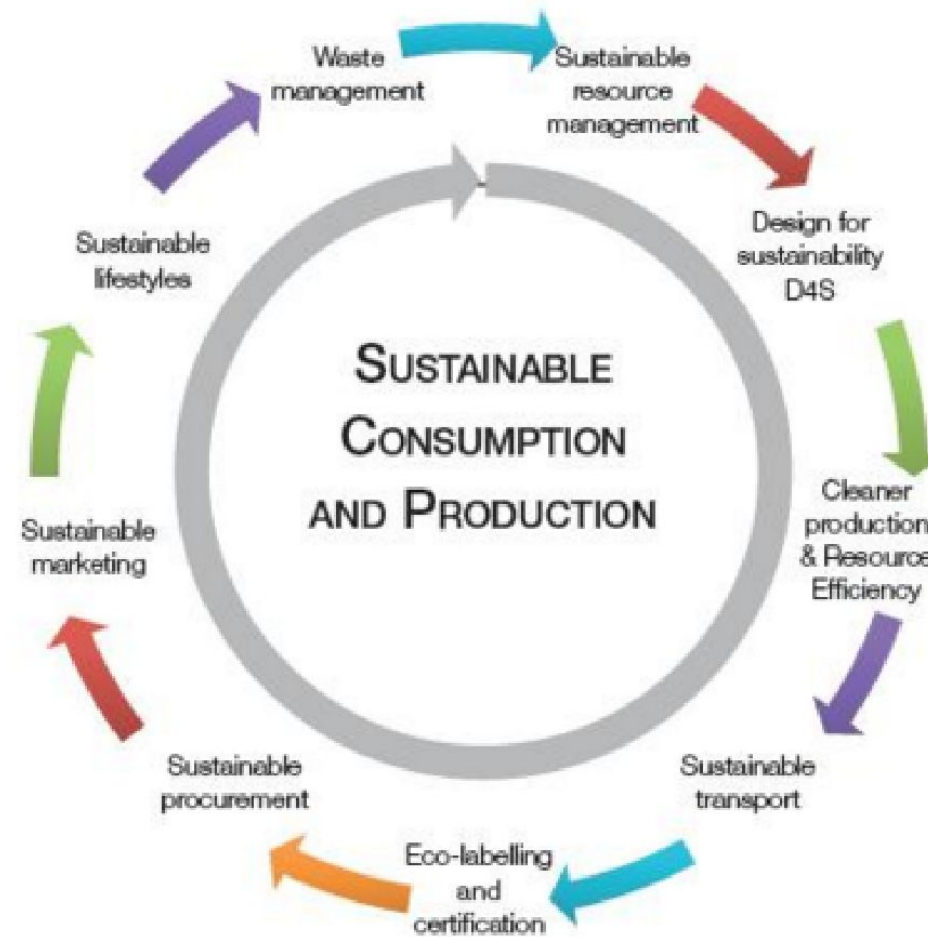 Waste
management
Sustainable
resource
management
Design for
sustainability
D4S
Cleaner
production
& Resource
Efficiency
Sustainable
transport
Eco-labelling
and
certification
Sustainable
procurement
Sustainable
marketing
Sustainable
lifestyles
SUSTAINABLE
CONSUMPTION
AND PRODUCTION